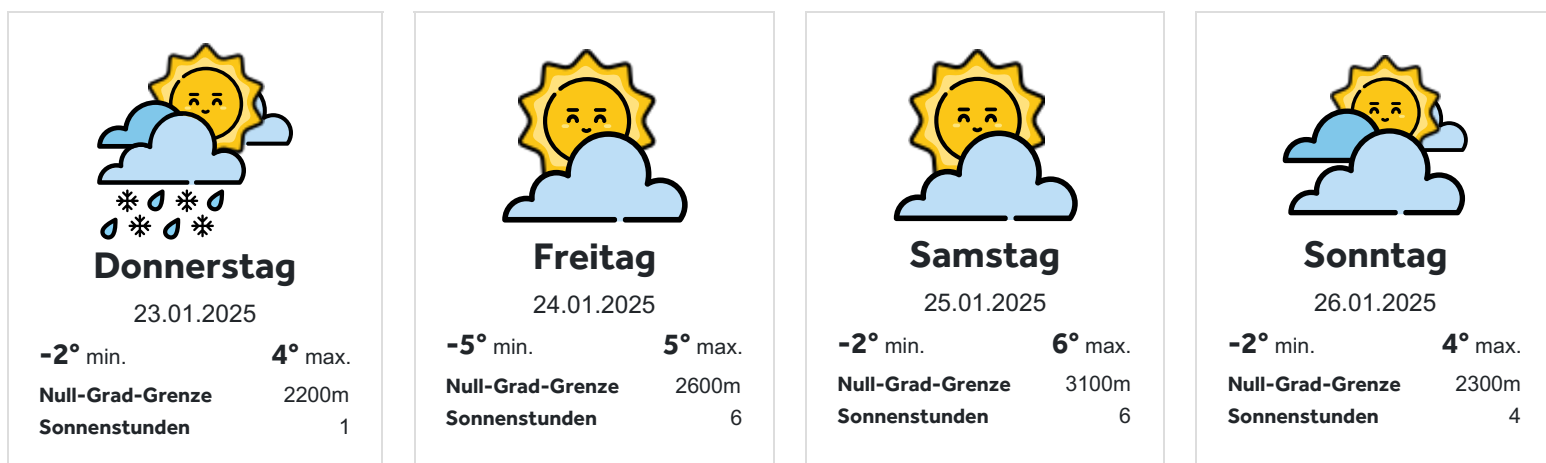 Donnerstag
23.01.2025
-2° min. 4° max.
Null-Grad-Grenze 2200m
Sonnenstunden 1
Freitag
24.01.2025
-5° min. 5° max.
Null-Grad-Grenze 2600m
Sonnenstunden 6
Samstag
25.01.2025
-2° min. 6° max.
Null-Grad-Grenze 3100m
Sonnenstunden 6
Sonntag
26.01.2025
-2° min. 4° max.
Null-Grad-Grenze 2300m
Sonnenstunden 4